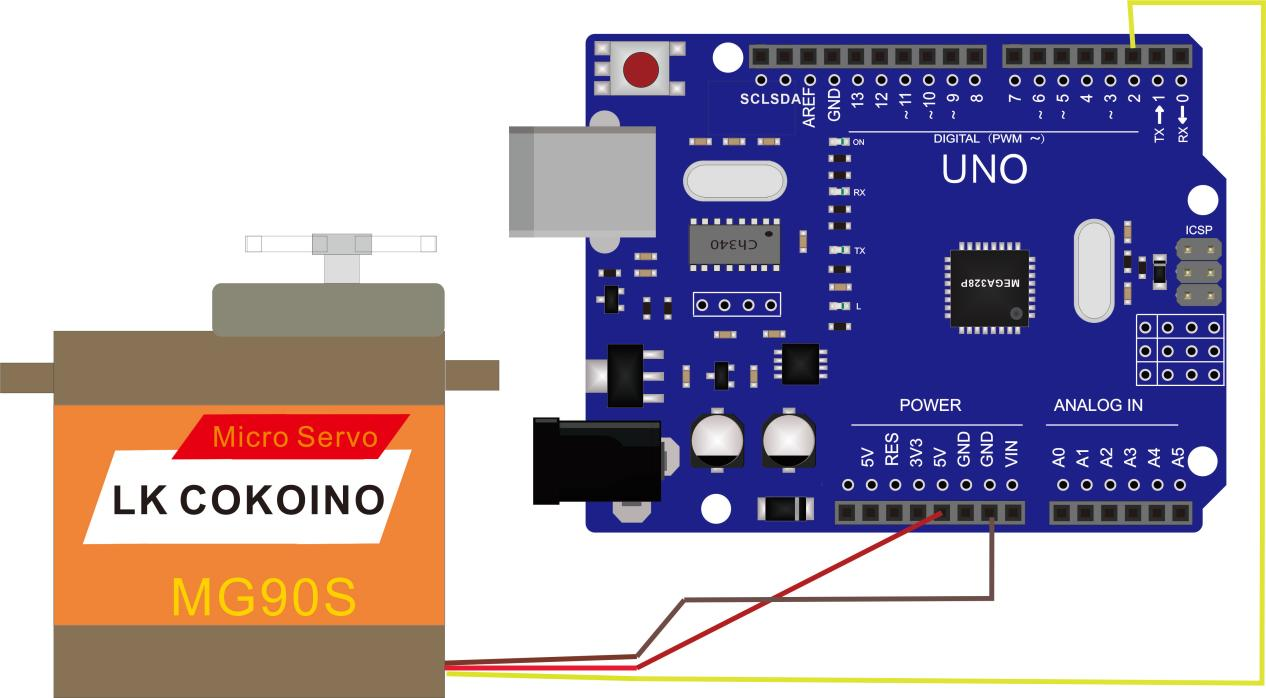 SCLSDA AREF GND 13 12 ~11 ~10 ~9 8 7 ~6 ~5 4 ~3 2 TX→1 RX←0
DIGITAL (PWM ~)
ON
UNO
RX
ICSP
Ch340
TX
MEGA328P
L
POWER
ANALOG IN
5V RES 3V3 5V GND GND VIN
A0 A1 A2 A3 A4 A5
Micro Servo
LK COKOINO
MG90S